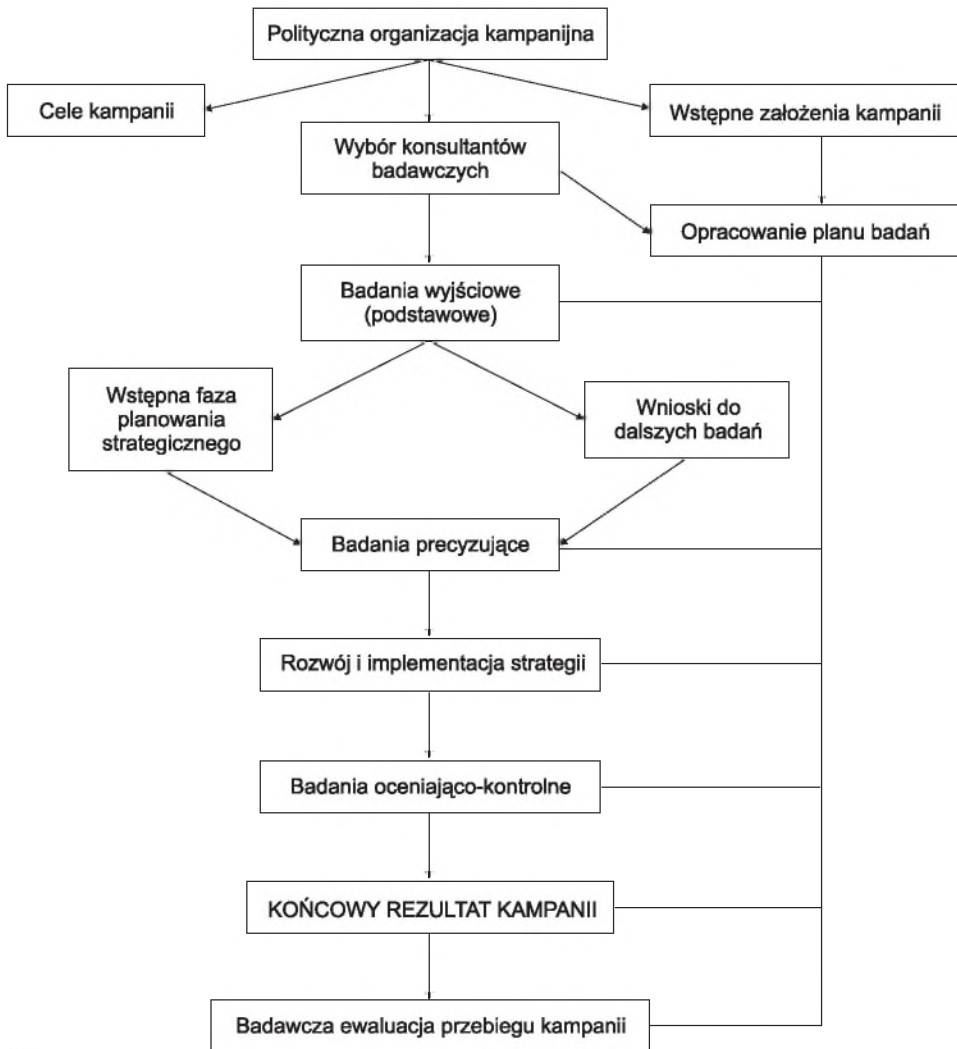 Polityczna organizacja kampanijna
Cele kampanii
Wstępne założenia kampanii
Wybór konsultantów
badawczych
Opracowanie planu badań
Badania wyjściowe
(podstawowe)
Wstępna faza
planowania
strategicznego
Wnioski do
dalszych badań
Badania precyzujące
Rozwój i implementacja strategii
Badania oceniająco-kontrolne
KOŃCOWY REZULTAT KAMPANII
Badawcza ewaluacja przebiegu kampanii